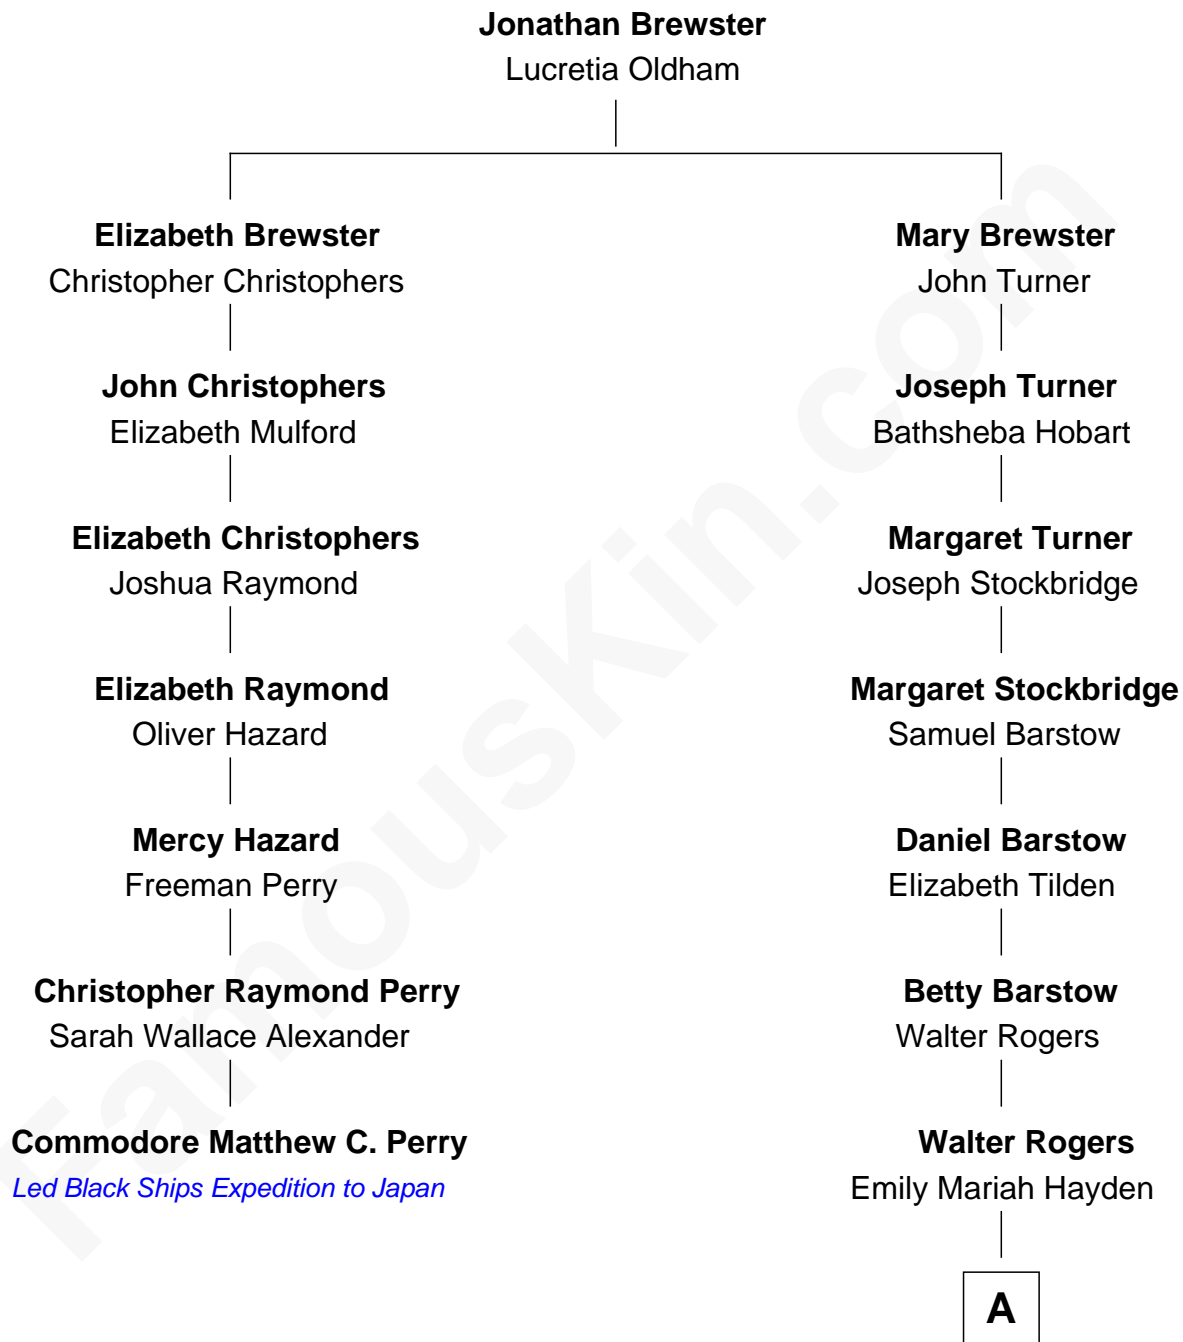 Jonathan Brewster
Lucretia Oldham
Elizabeth Brewster
Christopher Christophers
Mary Brewster
John Turner
John Christophers
Elizabeth Mulford
Joseph Turner
Bathsheba Hobart
Elizabeth Christophers
Joshua Raymond
Margaret Turner
Joseph Stockbridge
Elizabeth Raymond
Oliver Hazard
Margaret Stockbridge
Samuel Barstow
Mercy Hazard
Freeman Perry
Daniel Barstow
Elizabeth Tilden
Christopher Raymond Perry
Sarah Wallace Alexander
Betty Barstow
Walter Rogers
Commodore Matthew C. Perry
Led Black Ships Expedition to Japan
Walter Rogers
Emily Mariah Hayden
A
FamousKin.com